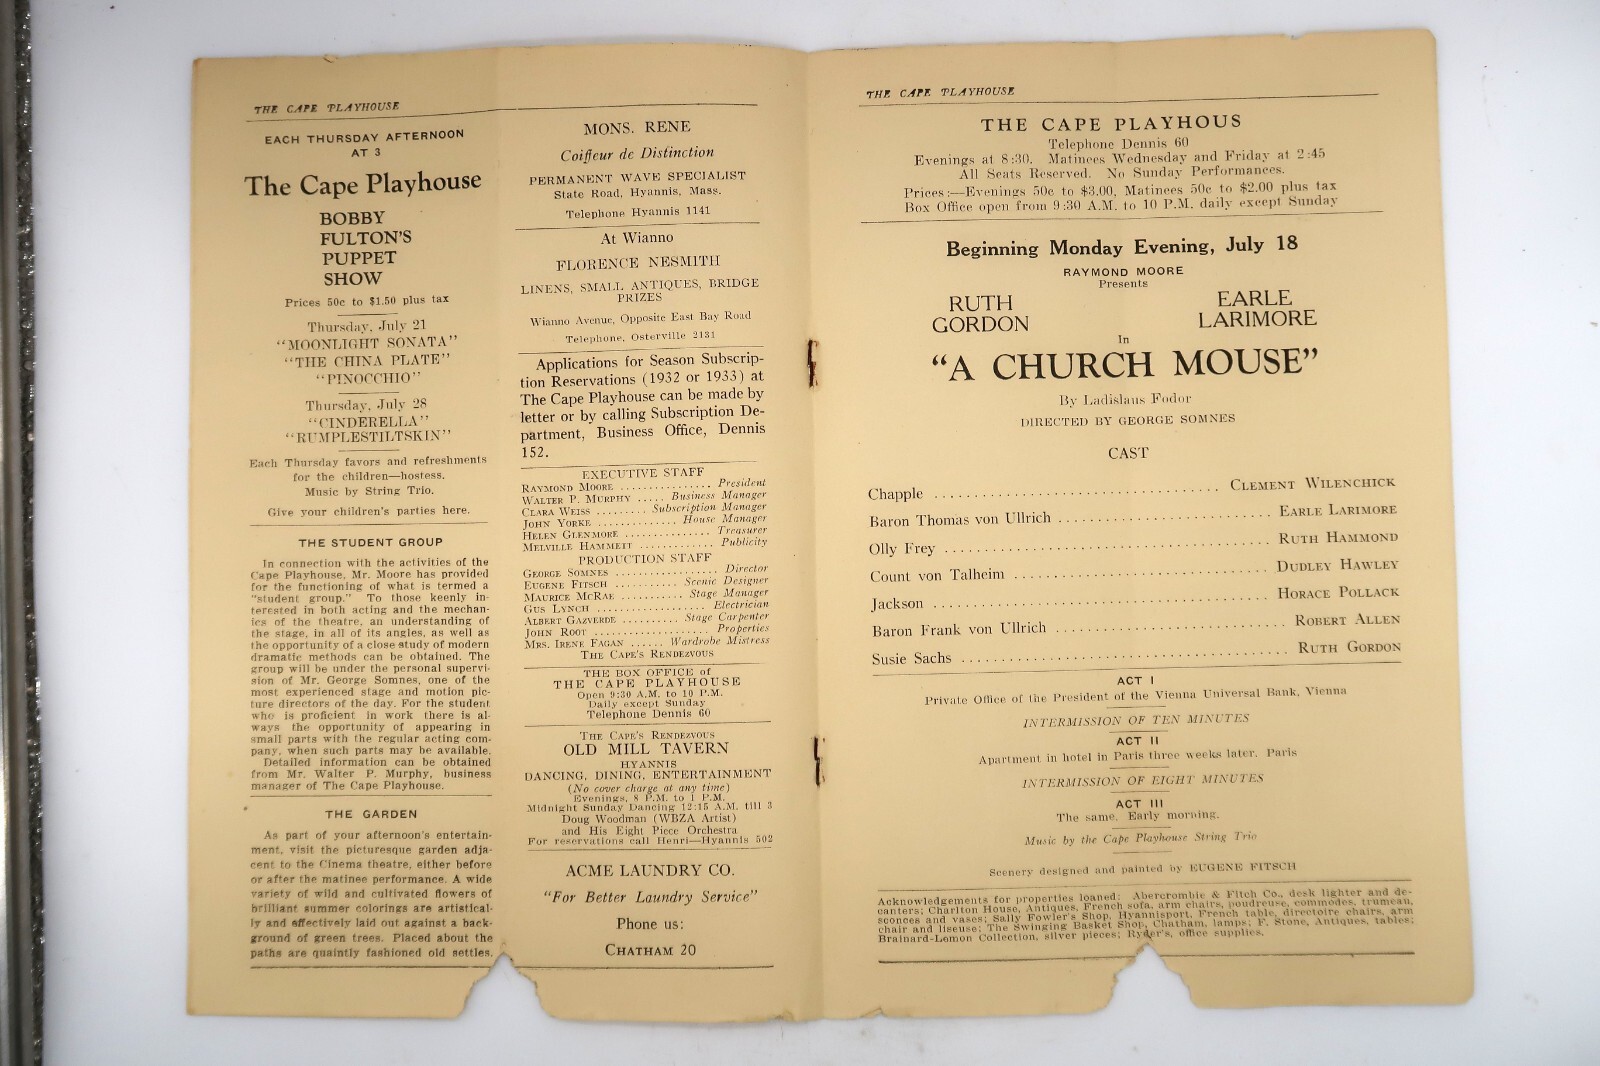 THE CAPE PLAYHOUSE
EACH THURSDAY AFTERNOON
AT 3
The Cape Playhouse
BOBBY
FULTON'S
PUPPET
SHOW
Prices 50c to $1.50 plus tax
Thursday, July 21
"MOONLIGHT SONATA"
"THE CHINA PLATE"
"PINOCCHIO"
Thursday, July 28
"CINDERELLA"
"RUMPLESTILTSKIN"
Each Thursday favors and refreshments
for the children—hostess.
Music by String Trio.
Give your children's parties here.
THE STUDENT GROUP
In connection with the activities of the
Cape Playhouse, Mr. Moore has provided
for the functioning of what is termed a
"student group." To those keenly in-
terested in both acting and the mechan-
ics of the theatre, an understanding of
the stage, in all of its angles, as well as
the opportunity of a close study of modern
dramatic methods can be obtained. The
group will be under the personal supervi-
sion of Mr. George Somnes, one of the
most experienced stage and motion pic-
ture directors of the day. For the student
who is proficient in work there is al-
ways the opportunity of appearing in
small parts with the regular acting com-
pany, when such parts may be available.
Detailed information can be obtained
from Mr. Walter P. Murphy, business
manager of The Cape Playhouse.
THE GARDEN
As part of your afternoon's entertain-
ment, visit the picturesque garden adja-
cent to the Cinema theatre, either before
or after the matinee performance. A wide
variety of wild and cultivated flowers of
brilliant summer colorings are artistical-
ly and effectively laid out against a back-
ground of green trees. Placed about the
paths are quaintly fashioned old settles.
MONS. RENE
Coiffeur de Distinction
PERMANENT WAVE SPECIALIST
State Road, Hyannis, Mass.
Telephone Hyannis 1141
At Wianno
FLORENCE NESMITH
LINENS, SMALL ANTIQUES, BRIDGE
PRIZES
Wianno Avenue, Opposite East Bay Road
Telephone, Osterville 2131
Applications for Season Subscrip-
tion Reservations (1932 or 1933) at
The Cape Playhouse can be made by
letter or by calling Subscription De-
partment, Business Office, Dennis
152.
EXECUTIVE STAFF
RAYMOND MOORE ............... President
WALTER P. MURPHY ..... Business Manager
CLARA WEISS ......... Subscription Manager
JOHN YORKE ............. House Manager
HELEN GLENMORE ............... Treasurer
MELVILLE HAMMETT ............. Publicity
PRODUCTION STAFF
GEORGE SOMNES .................. Director
EUGENE FITSCH ........... Scenic Designer
MAURICE MCRAE ........... Stage Manager
GUS LYNCH ................... Electrician
ALBERT GAZVERDE .......... Stage Carpenter
JOHN ROOT .................... Properties
MRS. IRENE FAGAN ...... Wardrobe Mistress
THE CAPE'S RENDEZVOUS
THE BOX OFFICE of
THE CAPE PLAYHOUSE
Open 9:30 A.M. to 10 P.M.
Daily except Sunday
Telephone Dennis 60
THE CAPE'S RENDEZVOUS
OLD MILL TAVERN
HYANNIS
DANCING, DINING, ENTERTAINMENT
(No cover charge at any time)
Evenings, 8 P.M. to 1 P.M.
Midnight Sunday Dancing 12:15 A.M. till 3
Doug Woodman (WBZA Artist)
and His Eight Piece Orchestra
For reservations call Henri—Hyannis 502
ACME LAUNDRY CO.
"For Better Laundry Service"
Phone us:
CHATHAM 20
THE CAPE PLAYHOUSE
THE CAPE PLAYHOUS
Telephone Dennis 60
Evenings at 8:30. Matinees Wednesday and Friday at 2:45
All Seats Reserved. No Sunday Performances.
Prices:—Evenings 50c to $3.00, Matinees 50c to $2.00 plus tax
Box Office open from 9:30 A.M. to 10 P.M. daily except Sunday
Beginning Monday Evening, July 18
RAYMOND MOORE
Presents
RUTH GORDON
EARLE LARIMORE
In
"A CHURCH MOUSE"
By Ladislaus Fodor
DIRECTED BY GEORGE SOMNES
CAST
Chapple ................................... CLEMENT WILENCHICK
Baron Thomas von Ullrich .......................... EARLE LARIMORE
Olly Frey ........................................ RUTH HAMMOND
Count von Talheim ............................... DUDLEY HAWLEY
Jackson ......................................... HORACE POLLACK
Baron Frank von Ullrich ............................ ROBERT ALLEN
Susie Sachs ........................................ RUTH GORDON
ACT I
Private Office of the President of the Vienna Universal Bank, Vienna
INTERMISSION OF TEN MINUTES
ACT II
Apartment in hotel in Paris three weeks later, Paris
INTERMISSION OF EIGHT MINUTES
ACT III
The same. Early morning.
Music by the Cape Playhouse String Trio
Scenery designed and painted by EUGENE FITSCH
Acknowledgements for properties loaned: Abercrombie & Fitch Co., desk lighter and de-
canters; Charlton House, Antiques, French sofa, arm chairs, poudreuse, commodes, trumeau,
sconces and vases; Sally Fowler's Shop, Hyannisport, French table, directoire chairs, arm
chair and liseuse; The Swinging Basket Shop, Chatham, lamps; F. Stone, Antiques, tables;
Brainard-Lemon Collection, silver pieces; Ryder's, office supplies.